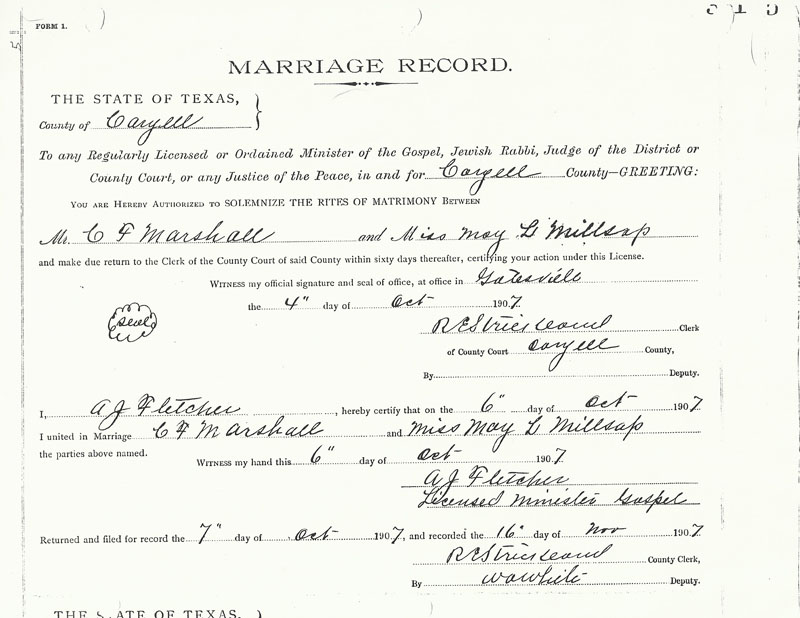 FORM 1.
MARRIAGE RECORD.
THE STATE OF TEXAS,
County of Coryell
To any Regularly Licensed or Ordained Minister of the Gospel, Jewish Rabbi, Judge of the District or
County Court, or any Justice of the Peace, in and for Coryell County—GREETING:
YOU ARE HEREBY AUTHORIZED TO SOLEMNIZE THE RITES OF MATRIMONY BETWEEN
Mr. C F Marshall and Miss May L Millsap
and make due return to the Clerk of the County Court of said County within sixty days thereafter, certifying your action under this License.
WITNESS my official signature and seal of office, at office in Gatesville
the 4" day of Oct 1907.
seal
R E Strickland Clerk
of County Court Coryell County,
By Deputy.
I, A J Fletcher, hereby certify that on the 6" day of Oct 1907
I united in Marriage C F Marshall and Miss May L Millsap
the parties above named.
WITNESS my hand this 6" day of Oct 1907.
A J Fletcher
Licensed Minister Gospel
Returned and filed for record the 7" day of Oct 1907, and recorded the 16" day of Nov 1907.
R E Strickland County Clerk,
By W A White Deputy.
THE STATE OF TEXAS,